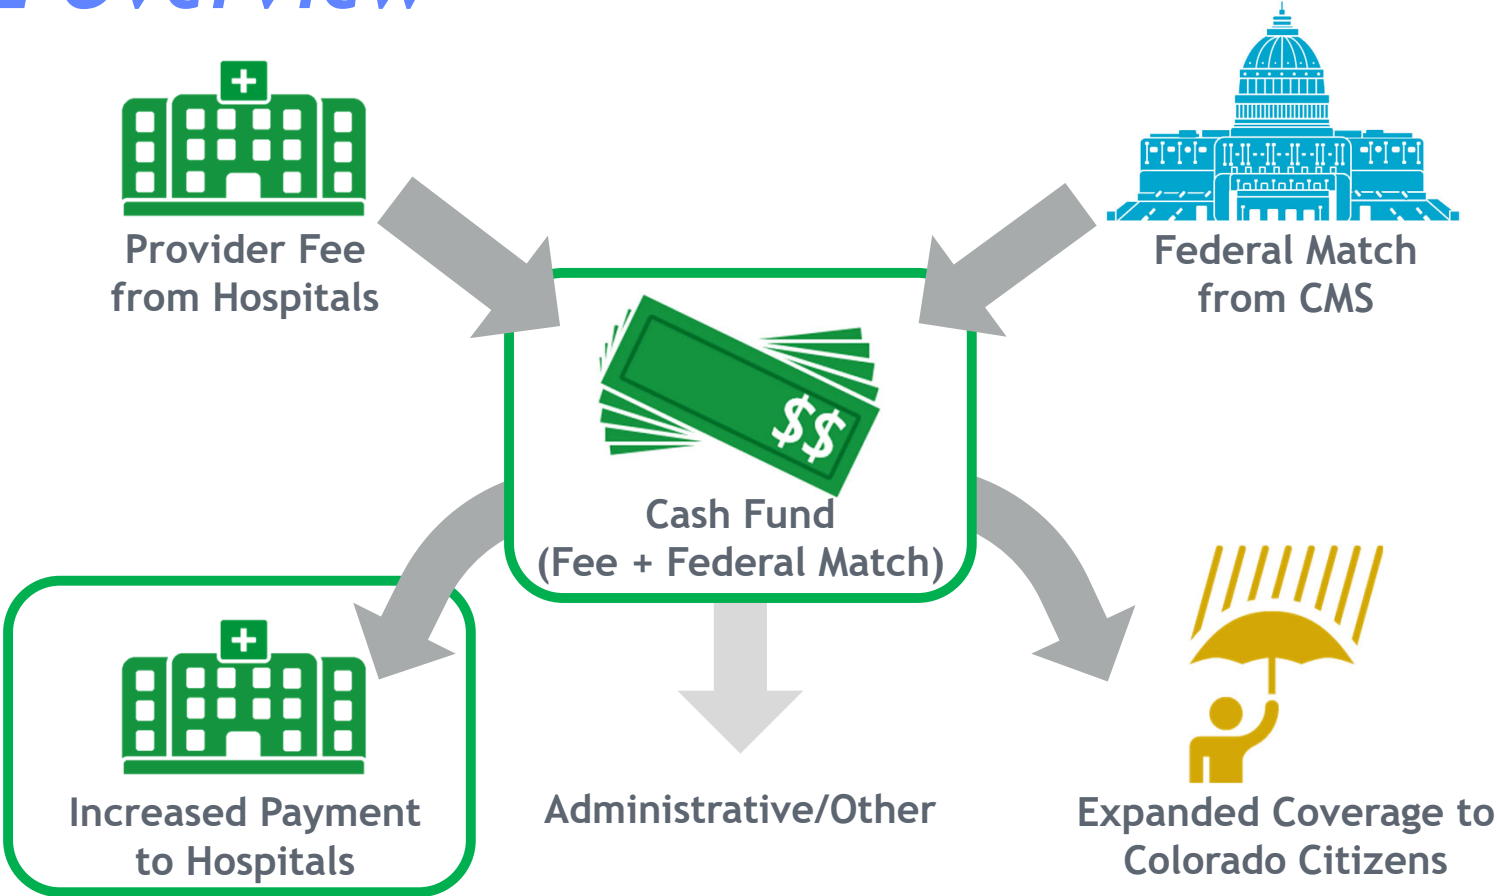 Overview
Provider Fee
from Hospitals
Federal Match
from CMS
$$
Cash Fund
(Fee + Federal Match)
Increased Payment
to Hospitals
Administrative/Other
Expanded Coverage to
Colorado Citizens